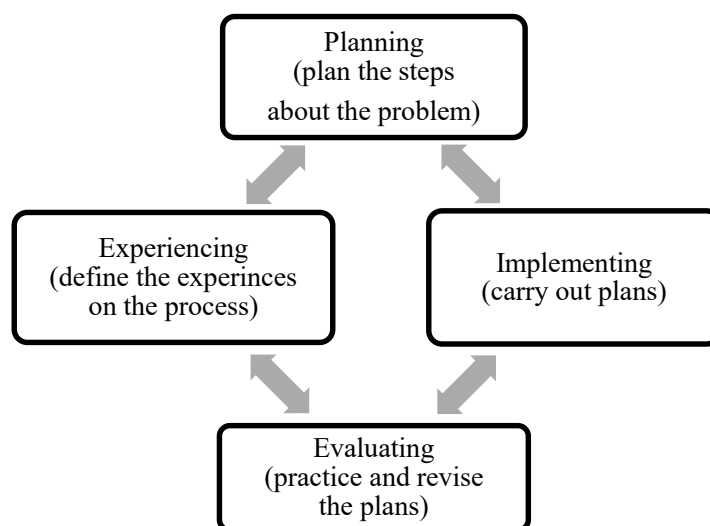 Planning
(plan the steps
about the problem)
Experiencing
(define the experinces
on the process)
Implementing
(carry out plans)
Evaluating
(practice and revise
the plans)